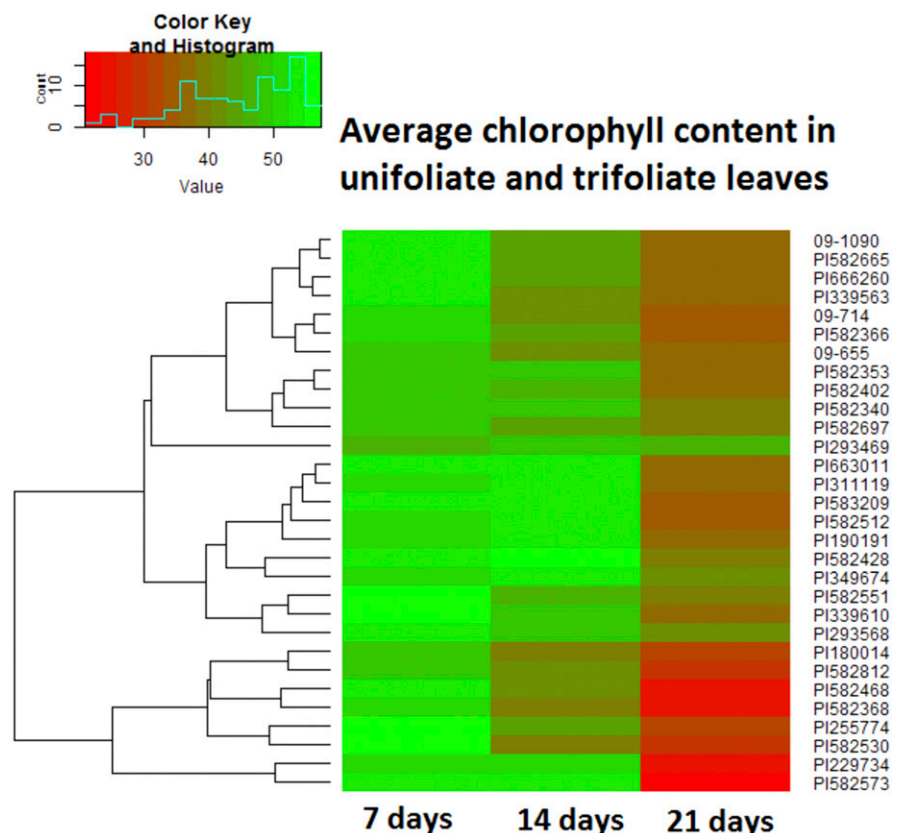 Color Key
and Histogram
Count
0
10
30
40
50
Value
Average chlorophyll content in
unifoliate and trifoliate leaves
09-1090
PI582665
PI666260
PI339563
09-714
PI582366
09-655
PI582353
PI582402
PI582340
PI582697
PI293469
PI663011
PI311119
PI583209
PI582512
PI190191
PI582428
PI349674
PI582551
PI339610
PI293568
PI180014
PI582812
PI582468
PI582368
PI255774
PI582530
PI229734
PI582573
7 days 14 days 21 days